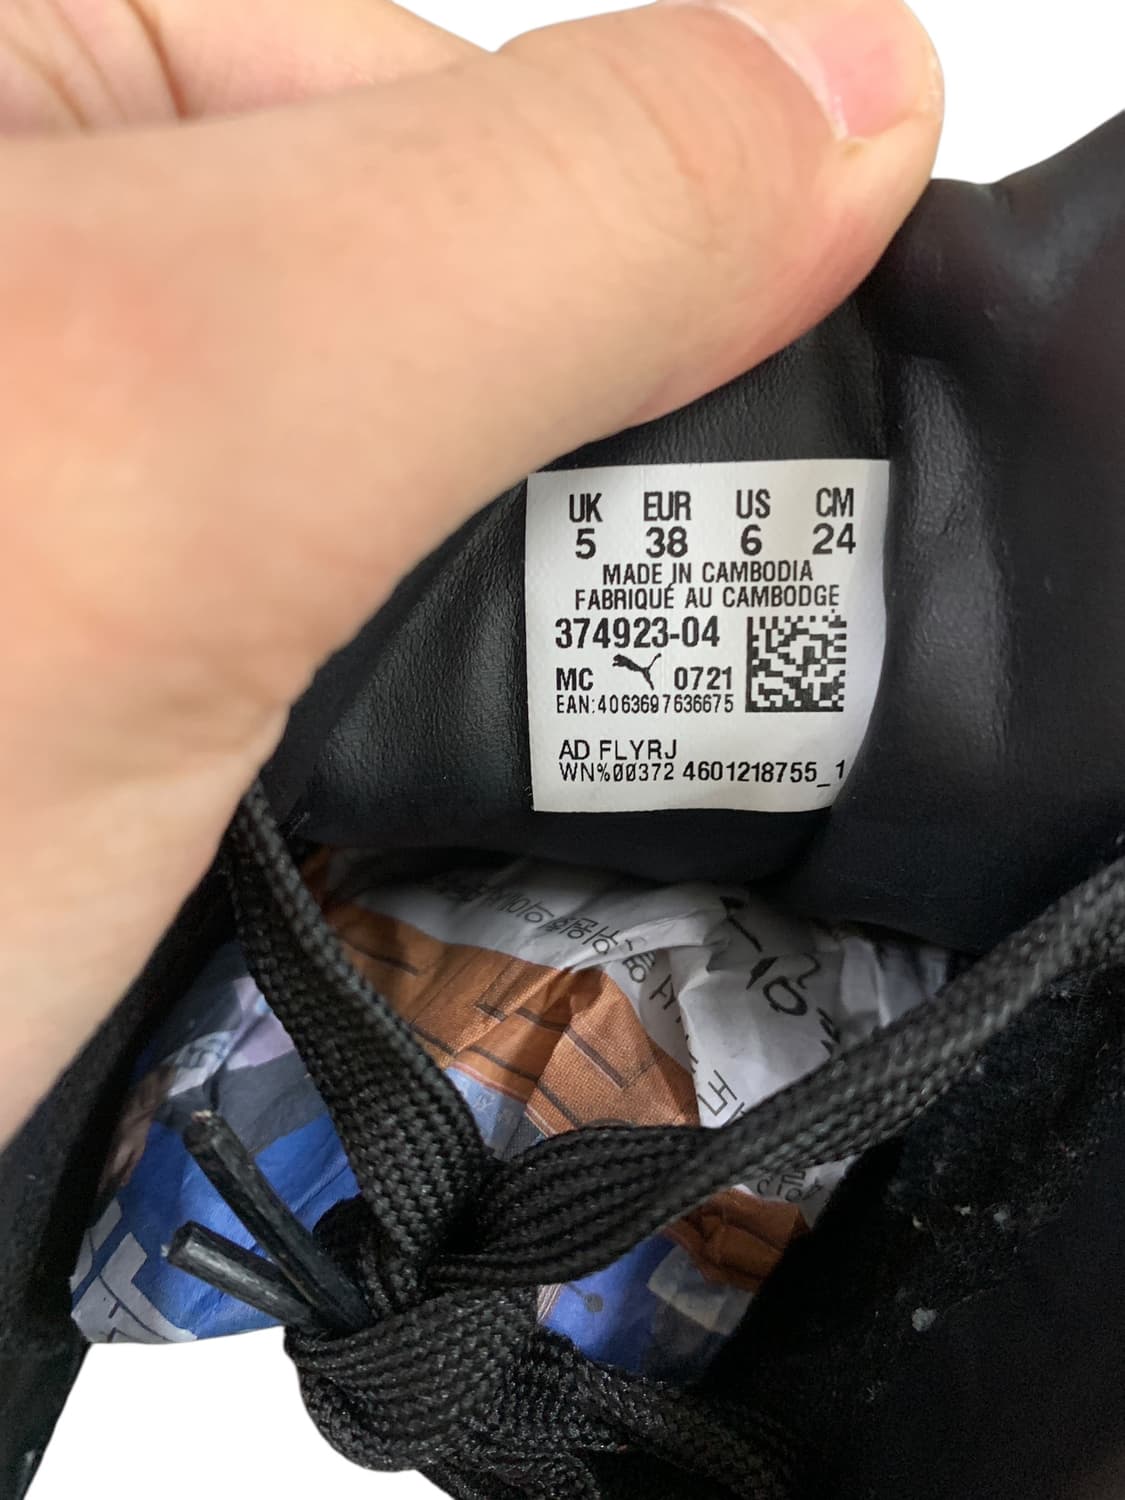 UK EUR US CM
5 38 6 24
MADE IN CAMBODIA
FABRIQUÉ AU CAMBODGE
374923-04
MC 0721
EAN:4063697636675
AD FLYRJ
WN%00372 4601218755_1